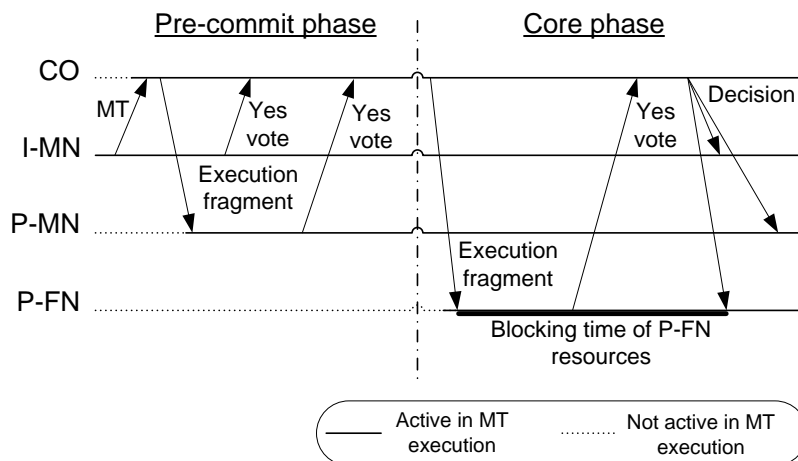 Pre-commit phase
Core phase
CO
MT
Yes
vote
Yes
vote
Yes
vote
Decision
I-MN
Execution
fragment
P-MN
Execution
fragment
P-FN
Blocking time of P-FN
resources
Active in MT
execution
Not active in MT
execution